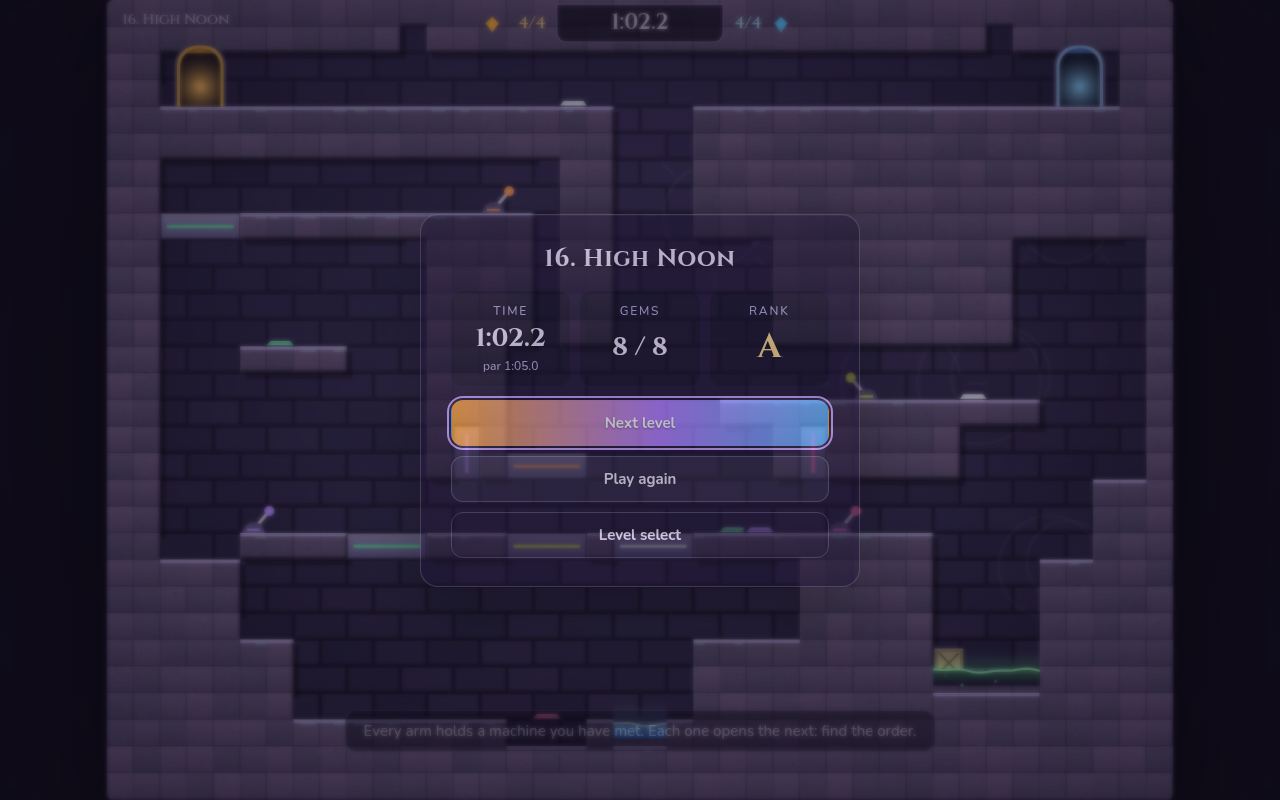 16. High Noon
4/4
1:02.2
4/4
16. High Noon
TIME
1:02.2
par 1:05.0
GEMS
8 / 8
RANK
A
Next level
Play again
Level select
Every arm holds a machine you have met. Each one opens the next: find the order.